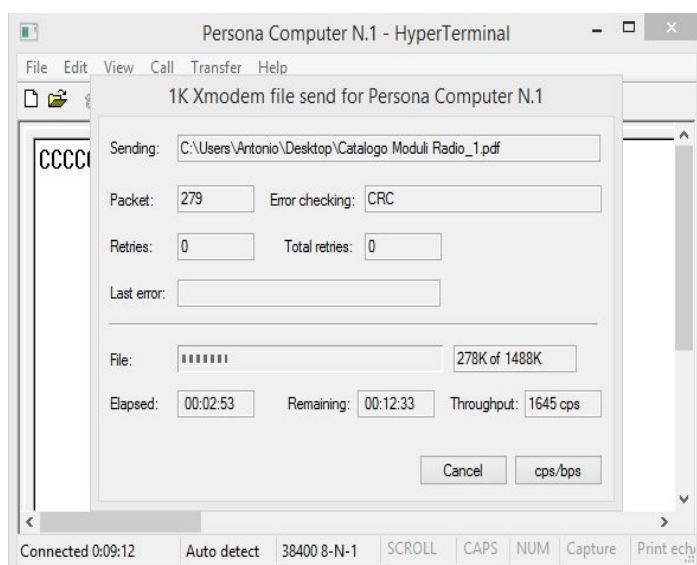 Persona Computer N.1 - HyperTerminal
File Edit View Call Transfer Help
1K Xmodem file send for Persona Computer N.1
CCCC
Sending: C:\Users\Antonio\Desktop\Catalogo Moduli Radio_1.pdf
Packet: 279 Error checking: CRC
Retries: 0 Total retries: 0
Last error:
File: 278K of 1488K
Elapsed: 00:02:53 Remaining: 00:12:33 Throughput: 1645 cps
Cancel cps/bps
Connected 0:09:12 Auto detect 38400 8-N-1 SCROLL CAPS NUM Capture Print ech